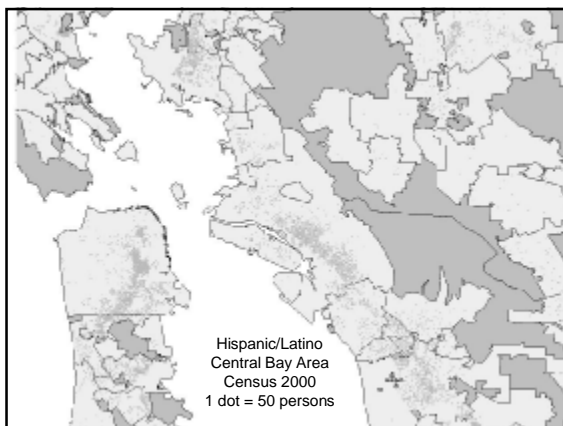 Hispanic/Latino
Central Bay Area
Census 2000
1 dot = 50 persons